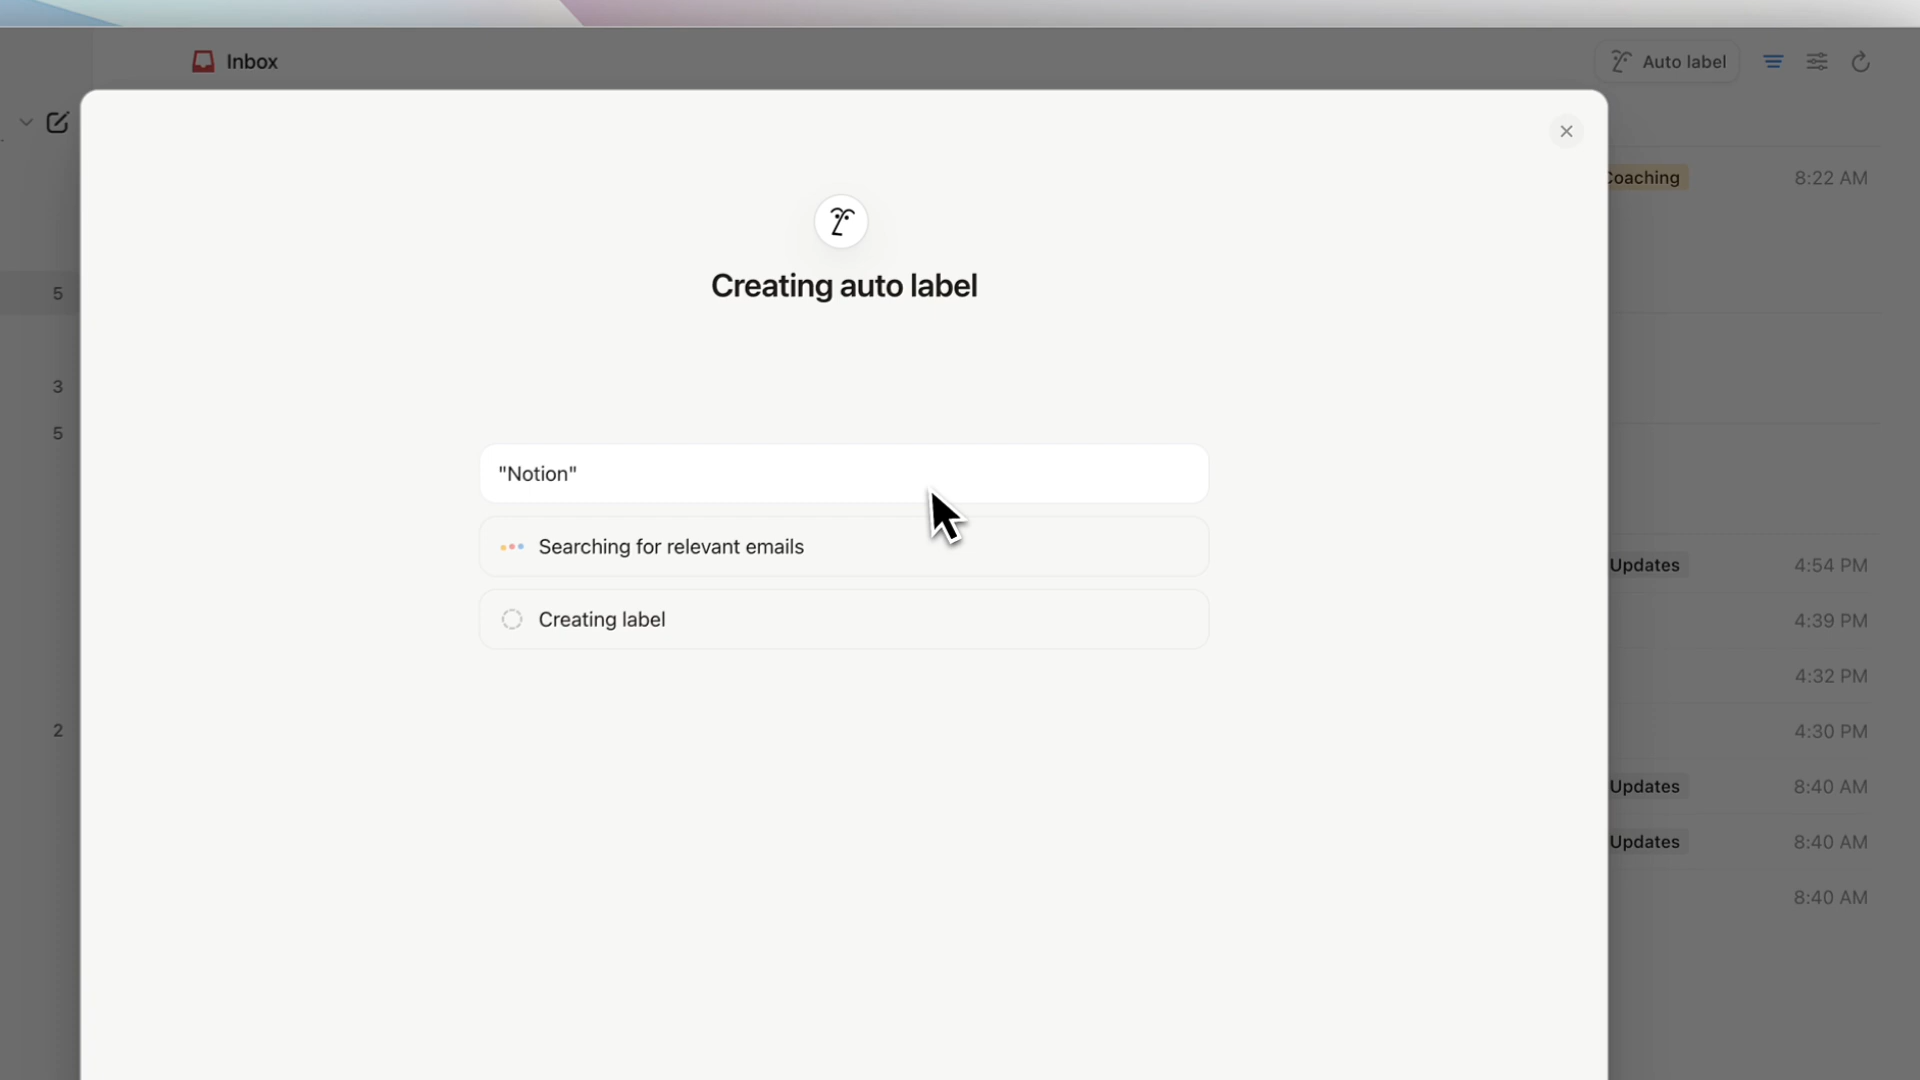 Inbox
Auto label
Coaching 8:22 AM
Creating auto label
5
3
5
"Notion"
Searching for relevant emails
Updates 4:54 PM
Creating label
4:39 PM
4:32 PM
2
4:30 PM
Updates 8:40 AM
Updates 8:40 AM
8:40 AM